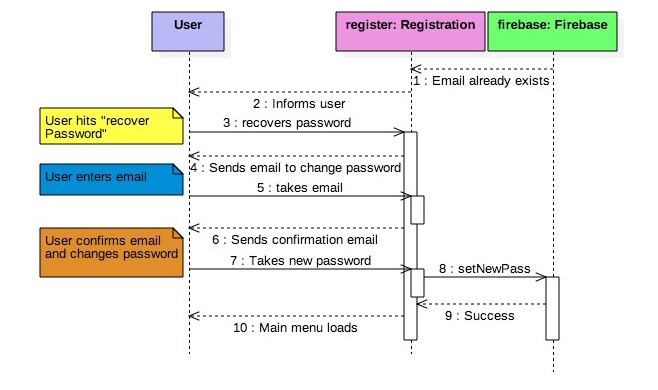 User
register: Registration
firebase: Firebase
1 : Email already exists
2 : Informs user
User hits "recover
Password"
3 : recovers password
4 : Sends email to change password
User enters email
5 : takes email
User confirms email
and changes password
6 : Sends confirmation email
7 : Takes new password
8 : setNewPass
9 : Success
10 : Main menu loads